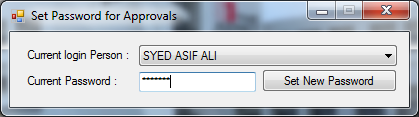 Set Password for Approvals
Current login Person : SYED ASIF ALI
Current Password : ******* Set New Password